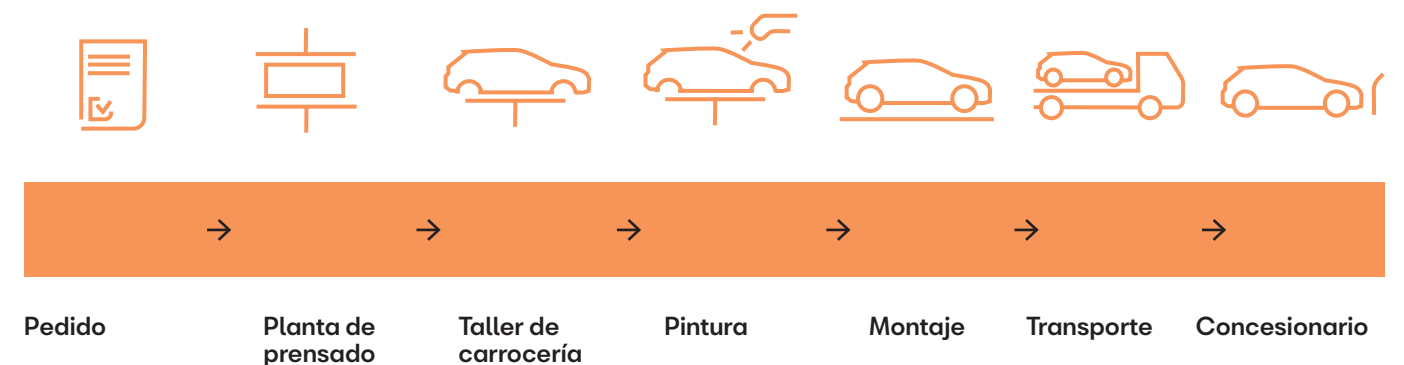 Pedido
Planta de
prensado
Taller de
carrocería
Pintura
Montaje
Transporte
Concesionario